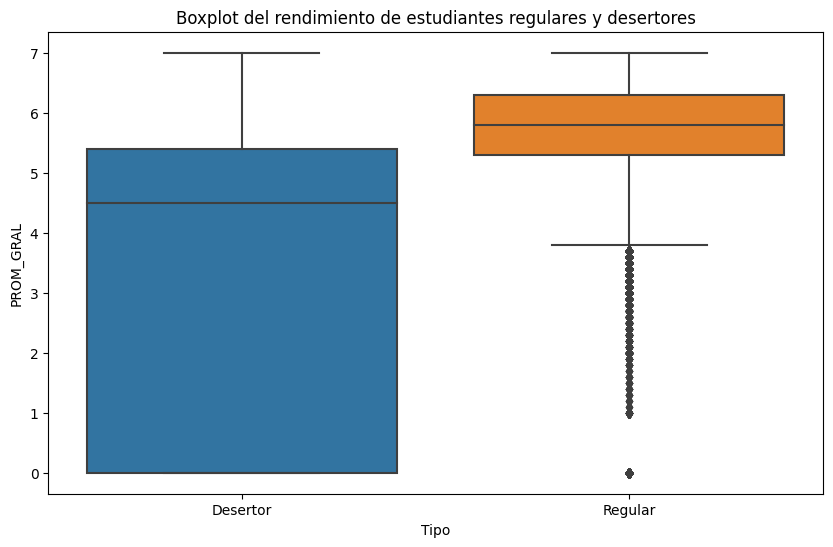 Boxplot del rendimiento de estudiantes regulares y desertores
7
6
5
4
3
2
1
0
PROM_GRAL
Desertor
Regular
Tipo